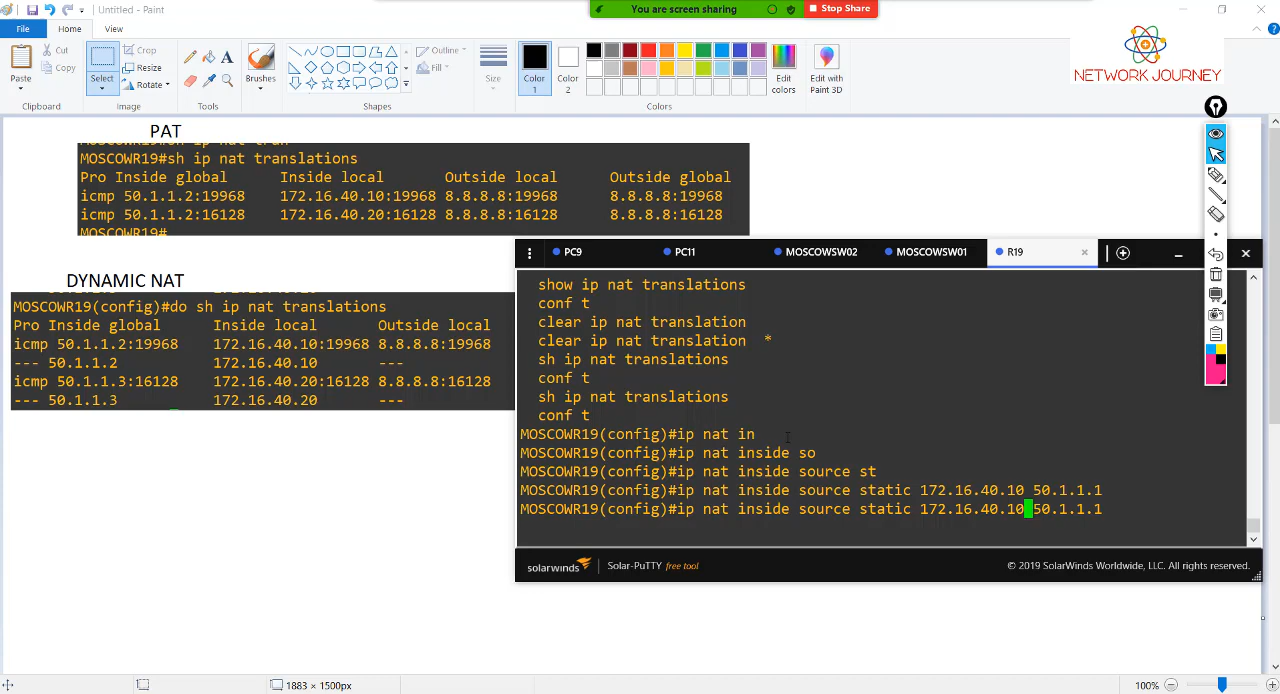 Untitled - Paint
You are screen sharing
Stop Share
File
Home
View
Paste
Cut
Copy
Clipboard
Select
Crop
Resize
Rotate
Image
Tools
Brushes
Shapes
Outline
Fill
Size
Color 1
Color 2
Edit colors
Edit with Paint 3D
Colors
NETWORK JOURNEY
PAT
MOSCOWR19#sh ip nat translations
Pro Inside global Inside local Outside local Outside global
icmp 50.1.1.2:19968 172.16.40.10:19968 8.8.8.8:19968 8.8.8.8:19968
icmp 50.1.1.2:16128 172.16.40.20:16128 8.8.8.8:16128 8.8.8.8:16128
MOSCOWR19#
DYNAMIC NAT
MOSCOWR19(config)#do sh ip nat translations
Pro Inside global Inside local Outside local
icmp 50.1.1.2:19968 172.16.40.10:19968 8.8.8.8:19968
--- 50.1.1.2 172.16.40.10 ---
icmp 50.1.1.3:16128 172.16.40.20:16128 8.8.8.8:16128
--- 50.1.1.3 172.16.40.20 ---
PC9
PC11
MOSCOWSW02
MOSCOWSW01
R19
show ip nat translations
conf t
clear ip nat translation
clear ip nat translation *
sh ip nat translations
conf t
sh ip nat translations
conf t
MOSCOWR19(config)#ip nat in
MOSCOWR19(config)#ip nat inside so
MOSCOWR19(config)#ip nat inside source st
MOSCOWR19(config)#ip nat inside source static 172.16.40.10 50.1.1.1
MOSCOWR19(config)#ip nat inside source static 172.16.40.10 50.1.1.1
solarwinds
Solar-PuTTY free tool
© 2019 SolarWinds Worldwide, LLC. All rights reserved.
1883 × 1500px
100%